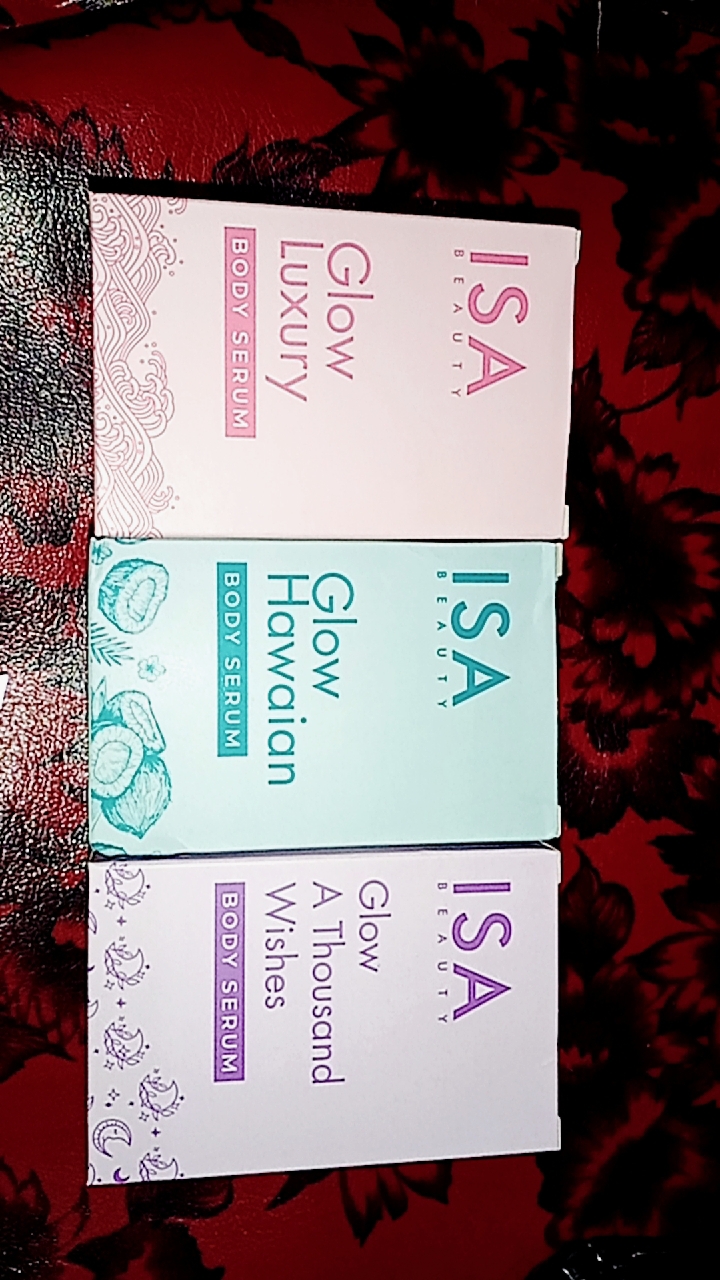 ISA
BEAUTY
Glow
Luxury
BODY SERUM
ISA
BEAUTY
Glow
Hawaian
BODY SERUM
ISA
BEAUTY
Glow
A Thousand
Wishes
BODY SERUM